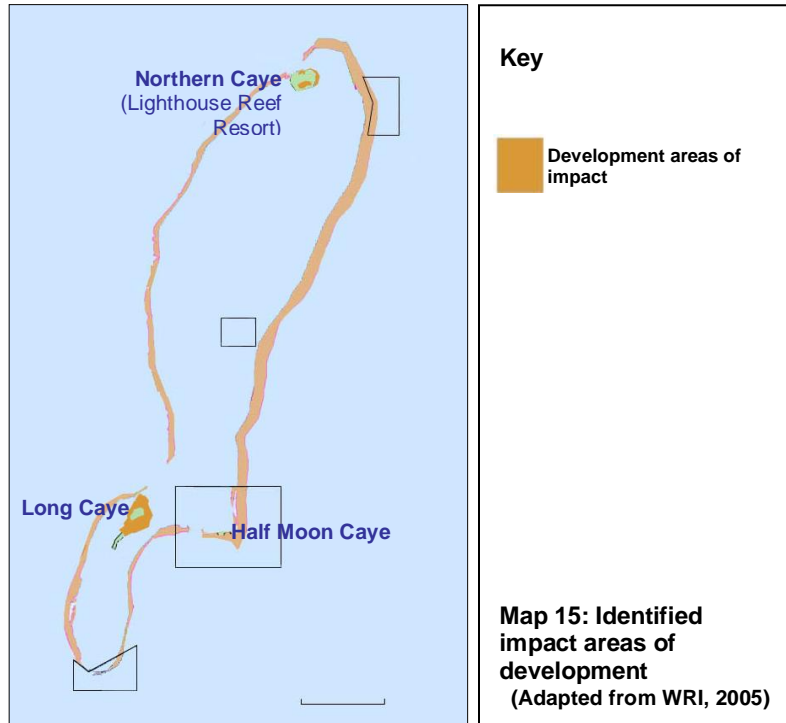 Northern Caye
(Lighthouse Reef
Resort)
Long Caye
Half Moon Caye
Key
Development areas of
impact
Map 15: Identified
impact areas of
development
(Adapted from WRI, 2005)